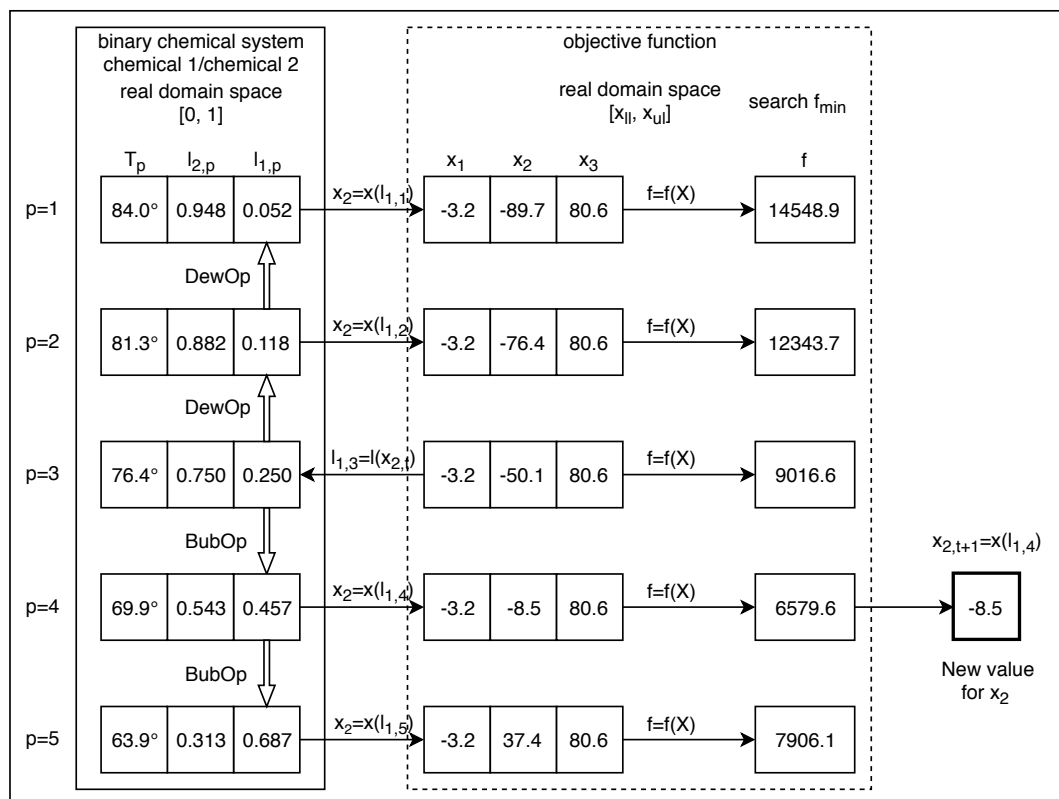 binary chemical system
chemical 1/chemical 2
real domain space
[0, 1]
objective function
real domain space
[x_ll, x_ul]
search f_min
T_p l_2,p l_1,p
x_1 x_2 x_3
f
p=1 84.0° 0.948 0.052 x_2=x(l_1,1) -3.2 -89.7 80.6 f=f(X) 14548.9
DewOp
p=2 81.3° 0.882 0.118 x_2=x(l_1,2) -3.2 -76.4 80.6 f=f(X) 12343.7
DewOp
p=3 76.4° 0.750 0.250 l_1,3=l(x_2,t) -3.2 -50.1 80.6 f=f(X) 9016.6
BubOp
x_2,t+1=x(l_1,4)
p=4 69.9° 0.543 0.457 x_2=x(l_1,4) -3.2 -8.5 80.6 f=f(X) 6579.6 -8.5
BubOp
New value
for x_2
p=5 63.9° 0.313 0.687 x_2=x(l_1,5) -3.2 37.4 80.6 f=f(X) 7906.1